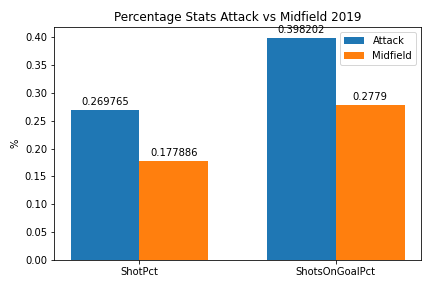 Percentage Stats Attack vs Midfield 2019
0.398202
Attack
Midfield
0.269765
0.2779
0.177886
%
0.40
0.35
0.30
0.25
0.20
0.15
0.10
0.05
0.00
ShotPct
ShotsOnGoalPct